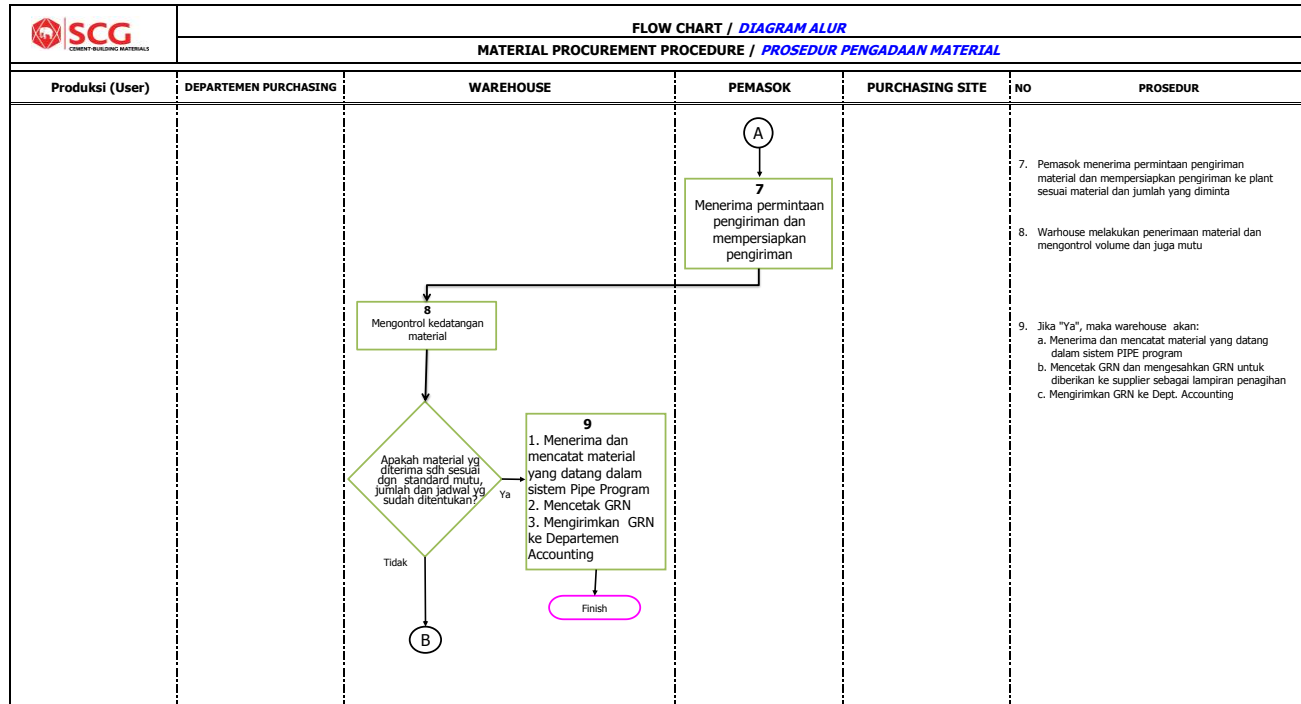 SCG
CEMENT-BUILDING MATERIALS
FLOW CHART / DIAGRAM ALUR
MATERIAL PROCUREMENT PROCEDURE / PROSEDUR PENGADAAN MATERIAL
Produksi (User)
DEPARTEMEN PURCHASING
WAREHOUSE
PEMASOK
PURCHASING SITE
NO
PROSEDUR
A
7
Menerima permintaan
pengiriman dan
mempersiapkan
pengiriman
8
Mengontrol kedatangan
material
Apakah material yg
diterima sdh sesuai
dgn standard mutu,
jumlah dan jadwal yg
sudah ditentukan?
Ya
Tidak
9
1. Menerima dan
mencatat material
yang datang dalam
sistem Pipe Program
2. Mencetak GRN
3. Mengirimkan GRN
ke Departemen
Accounting
Finish
B
7. Pemasok menerima permintaan pengiriman
material dan mempersiapkan pengiriman ke plant
sesuai material dan jumlah yang diminta
8. Warhouse melakukan penerimaan material dan
mengontrol volume dan juga mutu
9. Jika "Ya", maka warehouse akan:
a. Menerima dan mencatat material yang datang
dalam sistem PIPE program
b. Mencetak GRN dan mengesahkan GRN untuk
diberikan ke supplier sebagai lampiran penagihan
c. Mengirimkan GRN ke Dept. Accounting